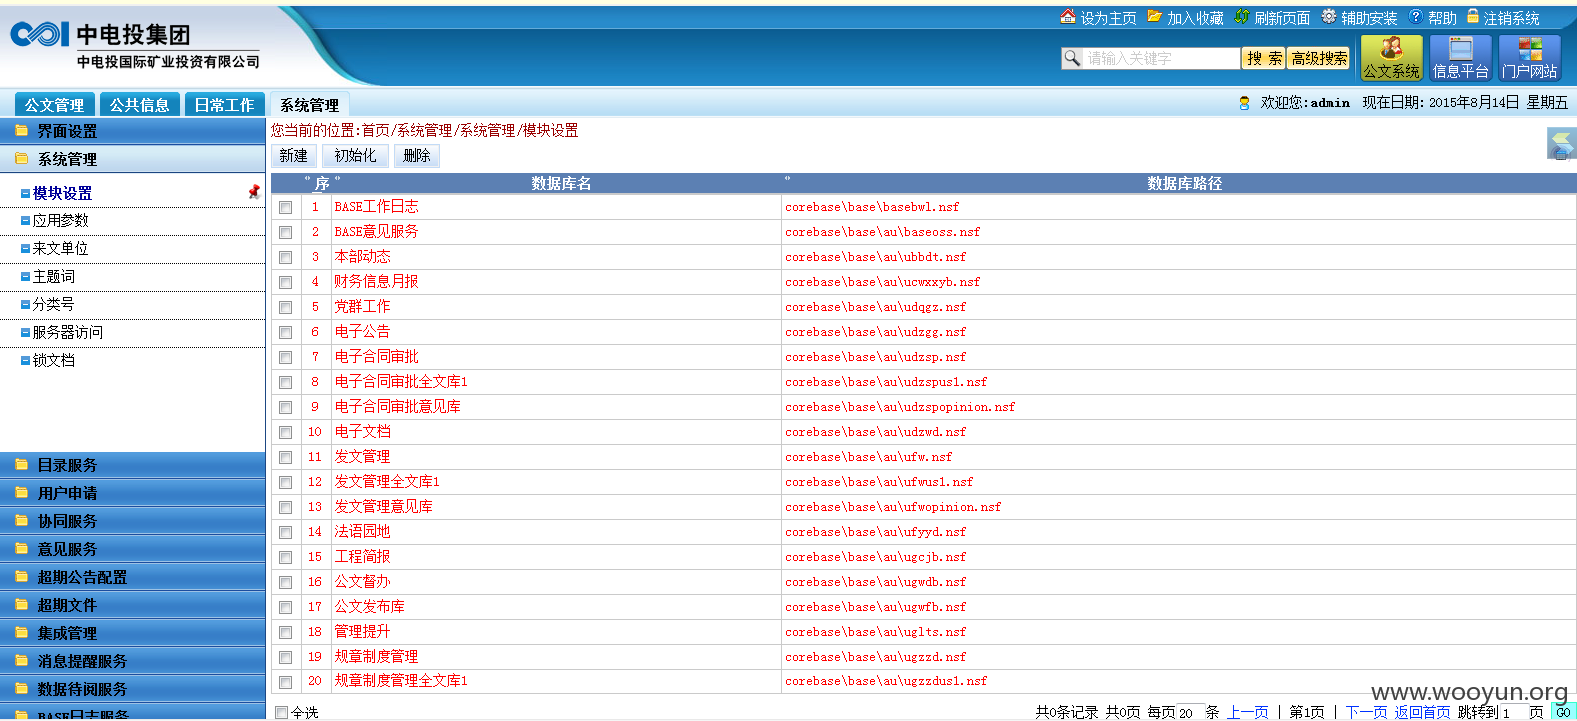 设为主页 加入收藏 刷新页面 辅助安装 帮助 注销系统
中电投集团
中电投国际矿业投资有限公司
请输入关键字 搜 索 高级搜索
公文系统 信息平台 门户网站
公文管理 公共信息 日常工作 系统管理
欢迎您:admin 现在日期: 2015年8月14日 星期五
界面设置
系统管理
模块设置
应用参数
来文单位
主题词
分类号
服务器访问
锁文档
目录服务
用户申请
协同服务
意见服务
超期公告配置
超期文件
集成管理
消息提醒服务
数据待阅服务
BASE日志服务
您当前的位置:首页/系统管理/系统管理/模块设置
新建 初始化 删除
序 数据库名 数据库路径
1 BASE工作日志 corebase\base\basebwl.nsf
2 BASE意见服务 corebase\base\au\baseoss.nsf
3 本部动态 corebase\base\au\ubbdt.nsf
4 财务信息月报 corebase\base\au\ucwxxyb.nsf
5 党群工作 corebase\base\au\udqgz.nsf
6 电子公告 corebase\base\au\udzgg.nsf
7 电子合同审批 corebase\base\au\udzsp.nsf
8 电子合同审批全文库1 corebase\base\au\udzspus1.nsf
9 电子合同审批意见库 corebase\base\au\udzspopinion.nsf
10 电子文档 corebase\base\au\udzwd.nsf
11 发文管理 corebase\base\au\ufw.nsf
12 发文管理全文库1 corebase\base\au\ufwus1.nsf
13 发文管理意见库 corebase\base\au\ufwopinion.nsf
14 法语园地 corebase\base\au\ufyyd.nsf
15 工程简报 corebase\base\au\ugcjb.nsf
16 公文督办 corebase\base\au\ugwdb.nsf
17 公文发布库 corebase\base\au\ugwfb.nsf
18 管理提升 corebase\base\au\uglts.nsf
19 规章制度管理 corebase\base\au\ugzzd.nsf
20 规章制度管理全文库1 corebase\base\au\ugzzdus1.nsf
全选 共0条记录 共0页 每页 20 条 上一页 | 第1页 | 下一页 返回首页 跳转到 1 页 GO
www.wooyun.org